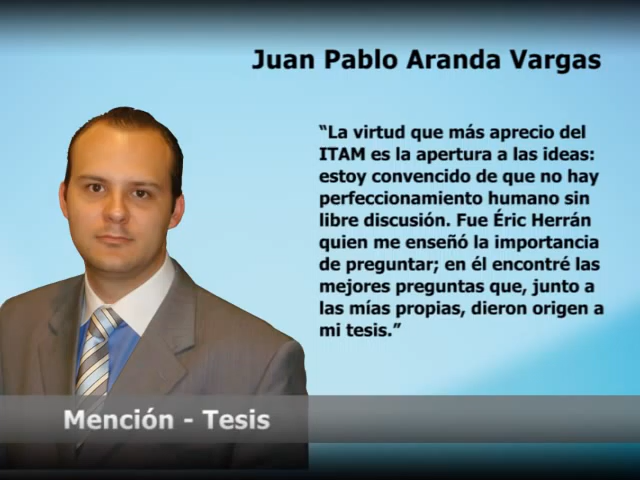 Juan Pablo Aranda Vargas
“La virtud que más aprecio del
ITAM es la apertura a las ideas:
estoy convencido de que no hay
perfeccionamiento humano sin
libre discusión. Fue Éric Herrán
quien me enseñó la importancia
de preguntar; en él encontré las
mejores preguntas que, junto a
las mías propias, dieron origen a
mi tesis.”
Mención - Tesis